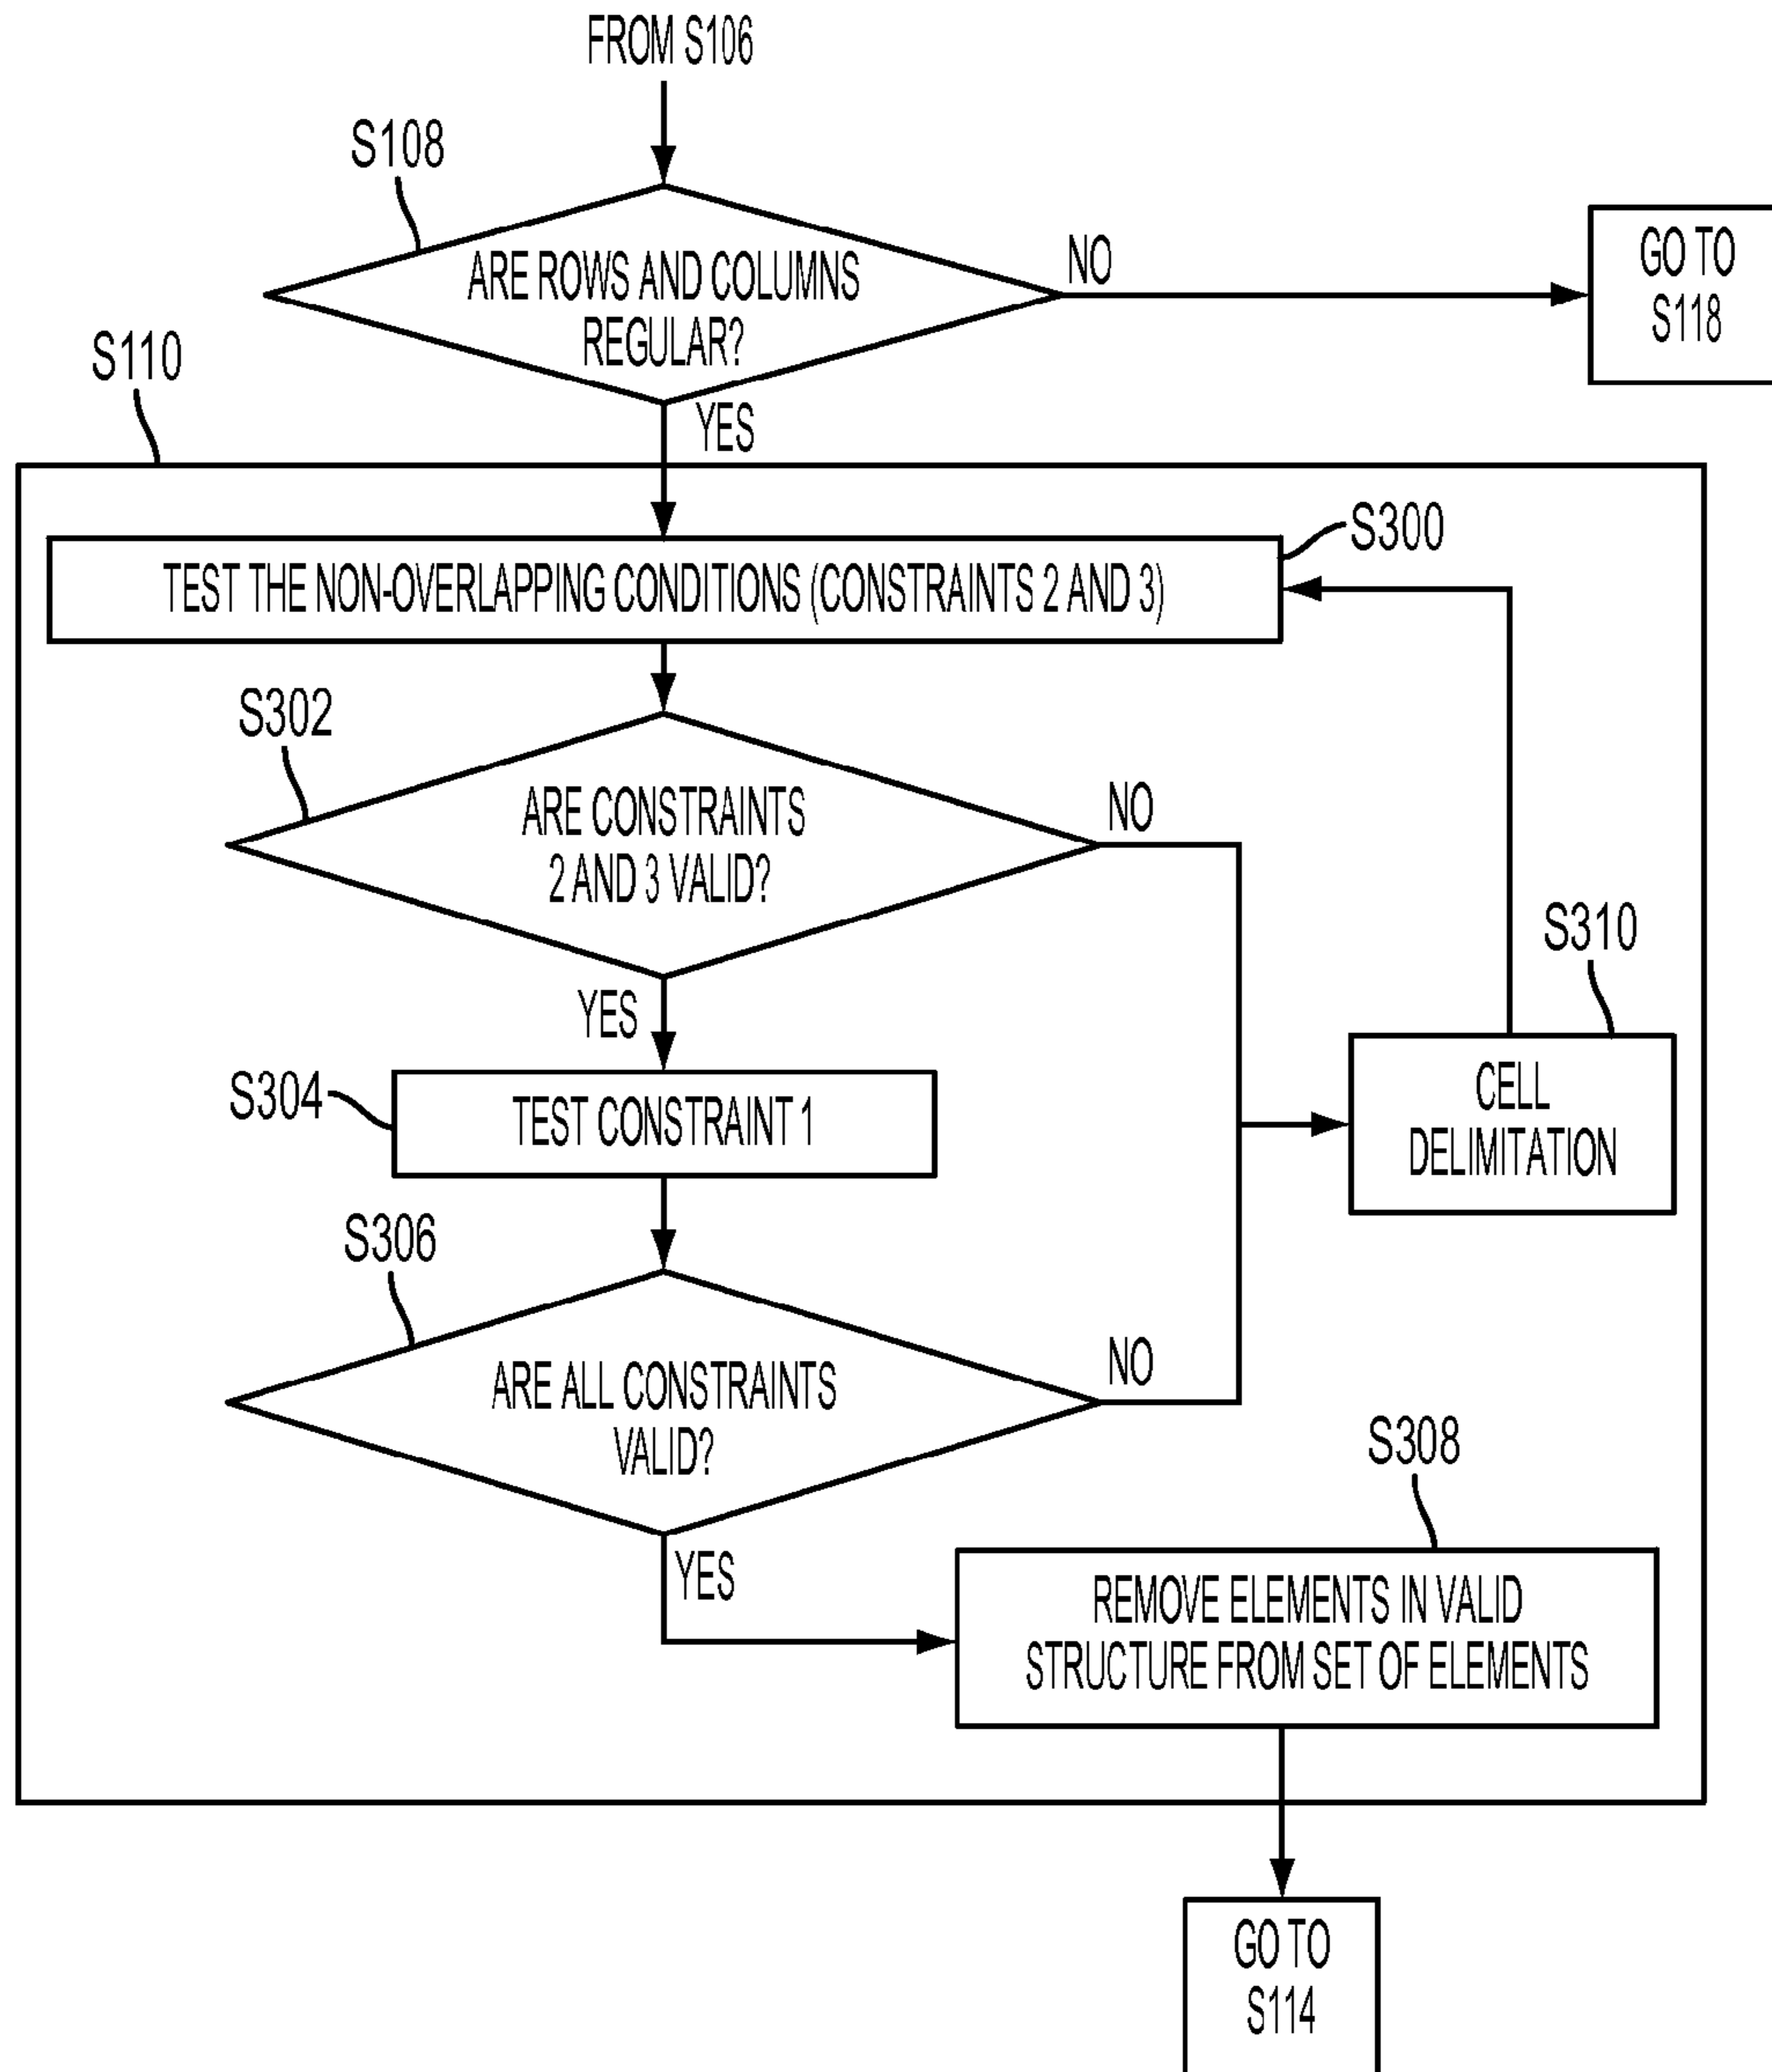 FROM S106
S108
ARE ROWS AND COLUMNS
REGULAR?
NO
GO TO
S118
YES
S110
S300
TEST THE NON-OVERLAPPING CONDITIONS (CONSTRAINTS 2 AND 3)
S302
ARE CONSTRAINTS
2 AND 3 VALID?
NO
YES
S310
CELL
DELIMITATION
S304
TEST CONSTRAINT 1
S306
ARE ALL CONSTRAINTS
VALID?
NO
YES
S308
REMOVE ELEMENTS IN VALID
STRUCTURE FROM SET OF ELEMENTS
GO TO
S114